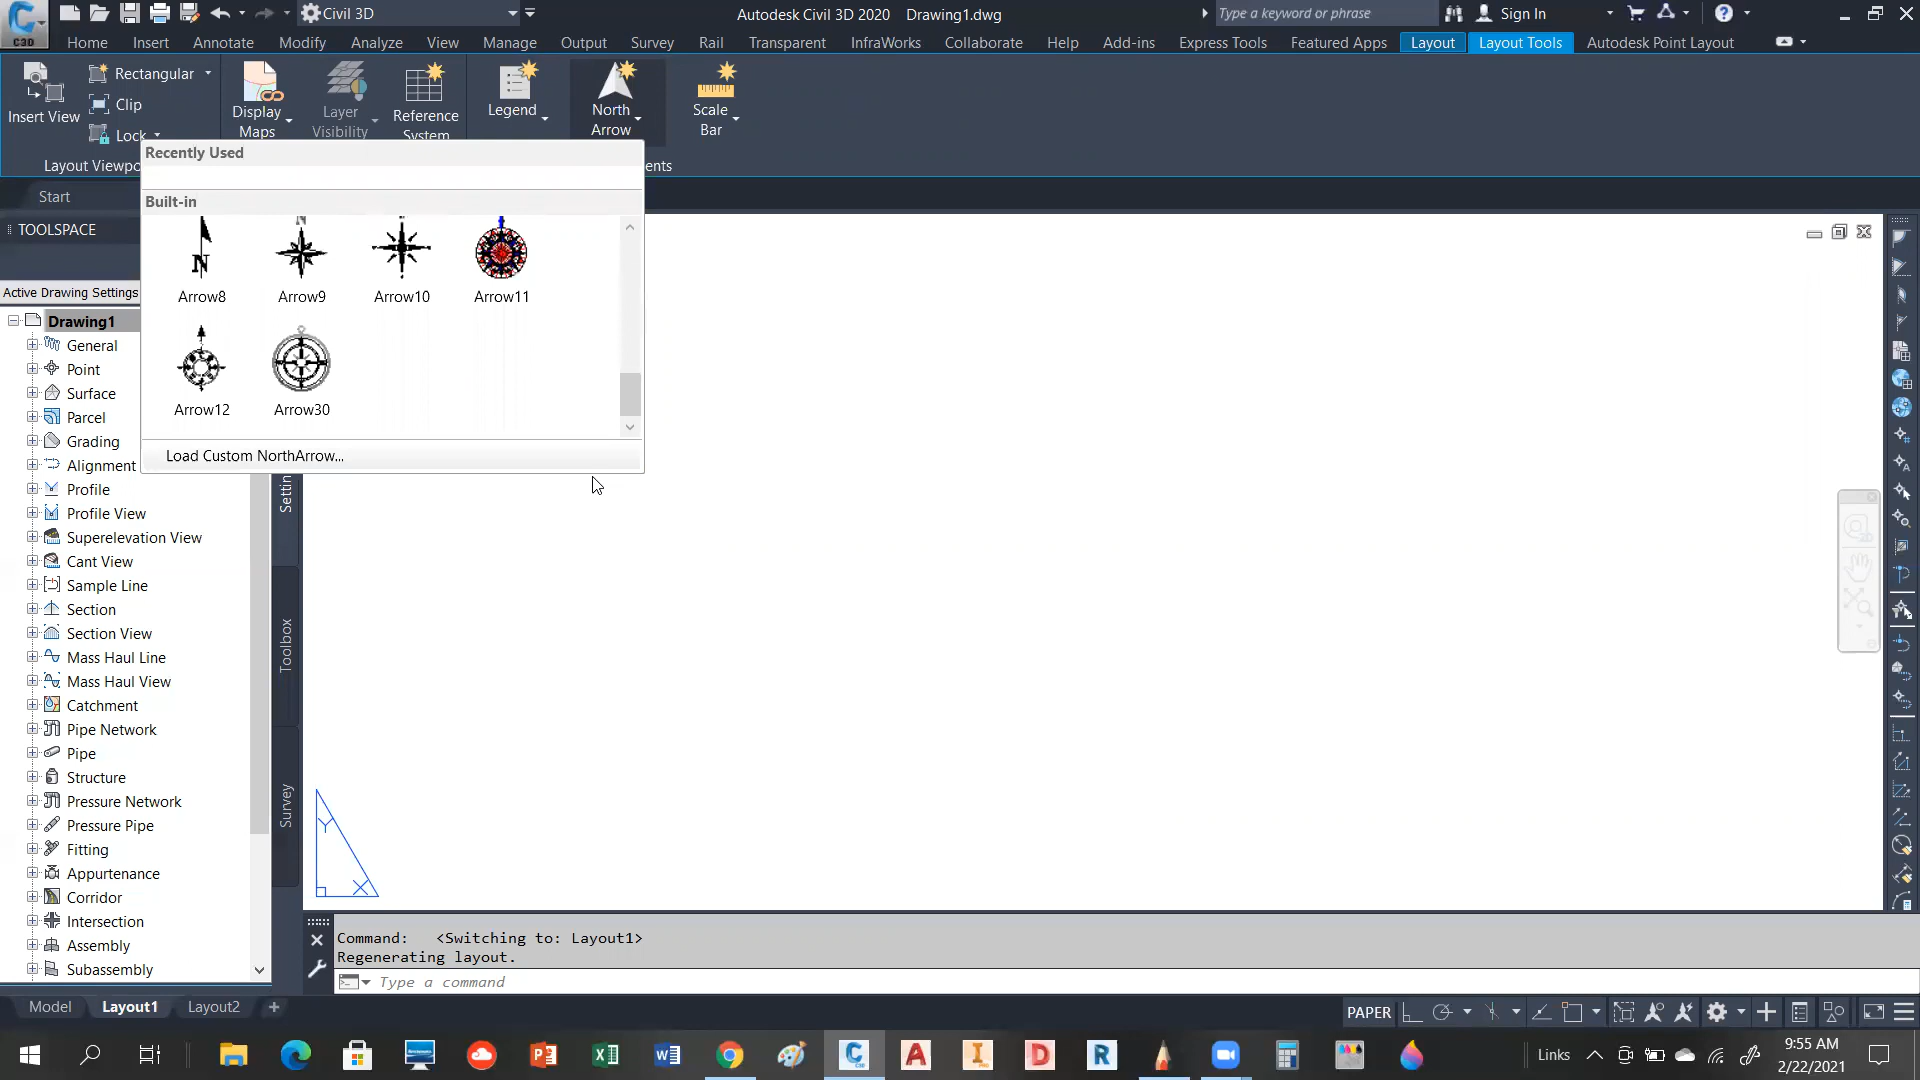 C3D
Civil 3D
Autodesk Civil 3D 2020 Drawing1.dwg
Type a keyword or phrase
Sign In
Home Insert Annotate Modify Analyze View Manage Output Survey Rail Transparent InfraWorks Collaborate Help Add-ins Express Tools Featured Apps Layout Layout Tools Autodesk Point Layout
Insert View
Rectangular
Clip
Lock
Display Maps
Layer Visibility
Reference System
Legend
North Arrow
Scale Bar
Layout Viewpo
ents
Recently Used
Built-in
Arrow8 Arrow9 Arrow10 Arrow11
Arrow12 Arrow30
Load Custom NorthArrow...
Start
TOOLSPACE
Active Drawing Settings
Drawing1
General
Point
Surface
Parcel
Grading
Alignment
Profile
Profile View
Superelevation View
Cant View
Sample Line
Section
Section View
Mass Haul Line
Mass Haul View
Catchment
Pipe Network
Pipe
Structure
Pressure Network
Pressure Pipe
Fitting
Appurtenance
Corridor
Intersection
Assembly
Subassembly
Settin
Toolbox
Survey
Y
X
Command: <Switching to: Layout1>
Regenerating layout.
Type a command
Model Layout1 Layout2 +
PAPER
Links
9:55 AM
2/22/2021